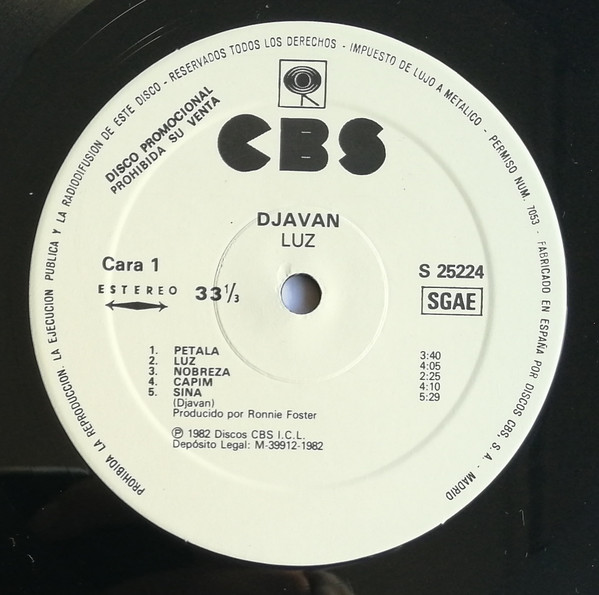 PROHIBIDA LA REPRODUCCION, LA EJECUCION PUBLICA Y LA RADIODIFUSION DE ESTE DISCO - RESERVADOS TODOS LOS DERECHOS - IMPUESTO DE LUJO A METALICO - PERMISO NUM. 7053 - FABRICADO EN ESPAÑA POR DISCOS CBS, S. A. - MADRID
DISCO PROMOCIONAL
PROHIBIDA SU VENTA
CBS
DJAVAN
LUZ
Cara 1
S 25224
ESTEREO 33 1/3
SGAE
1. PETALA 3:40
2. LUZ 4:05
3. NOBREZA 2:25
4. CAPIM 4:10
5. SINA 5:29
(Djavan)
Producido por Ronnie Foster
Ⓟ 1982 Discos CBS I.C.L.
Depósito Legal: M-39912-1982